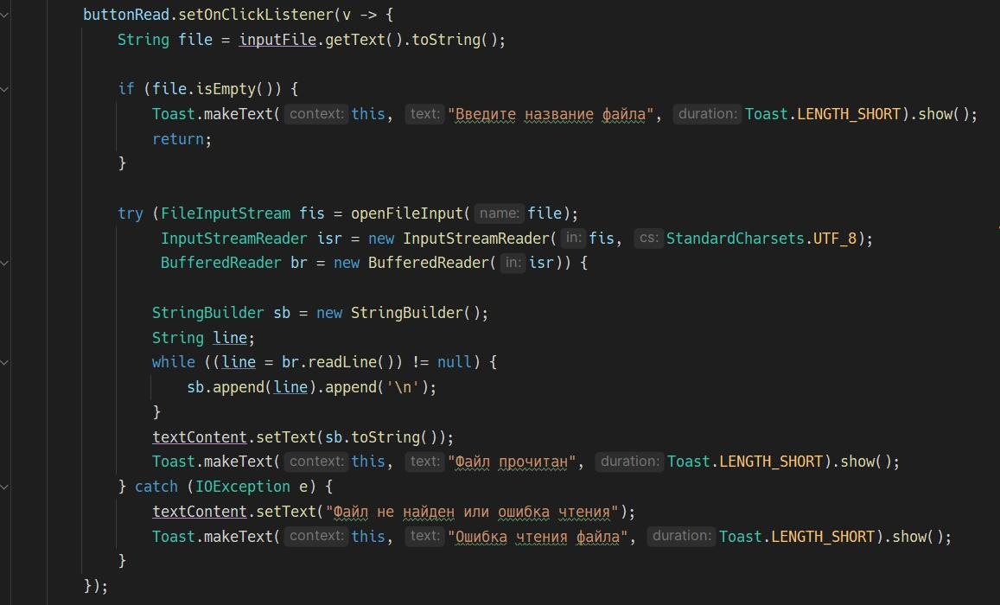 buttonRead.setOnClickListener(v -> {
String file = inputFile.getText().toString();
if (file.isEmpty()) {
Toast.makeText( context: this, text: "Введите название файла", duration: Toast.LENGTH_SHORT).show();
return;
}
try (FileInputStream fis = openFileInput( name: file);
InputStreamReader isr = new InputStreamReader( in: fis, cs: StandardCharsets.UTF_8);
BufferedReader br = new BufferedReader( in: isr)) {
StringBuilder sb = new StringBuilder();
String line;
while ((line = br.readLine()) != null) {
sb.append(line).append('\n');
}
textContent.setText(sb.toString());
Toast.makeText( context: this, text: "Файл прочитан", duration: Toast.LENGTH_SHORT).show();
} catch (IOException e) {
textContent.setText("Файл не найден или ошибка чтения");
Toast.makeText( context: this, text: "Ошибка чтения файла", duration: Toast.LENGTH_SHORT).show();
}
});